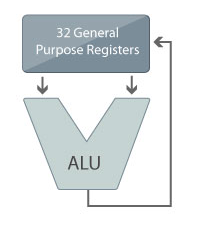 32 General
Purpose Registers
ALU